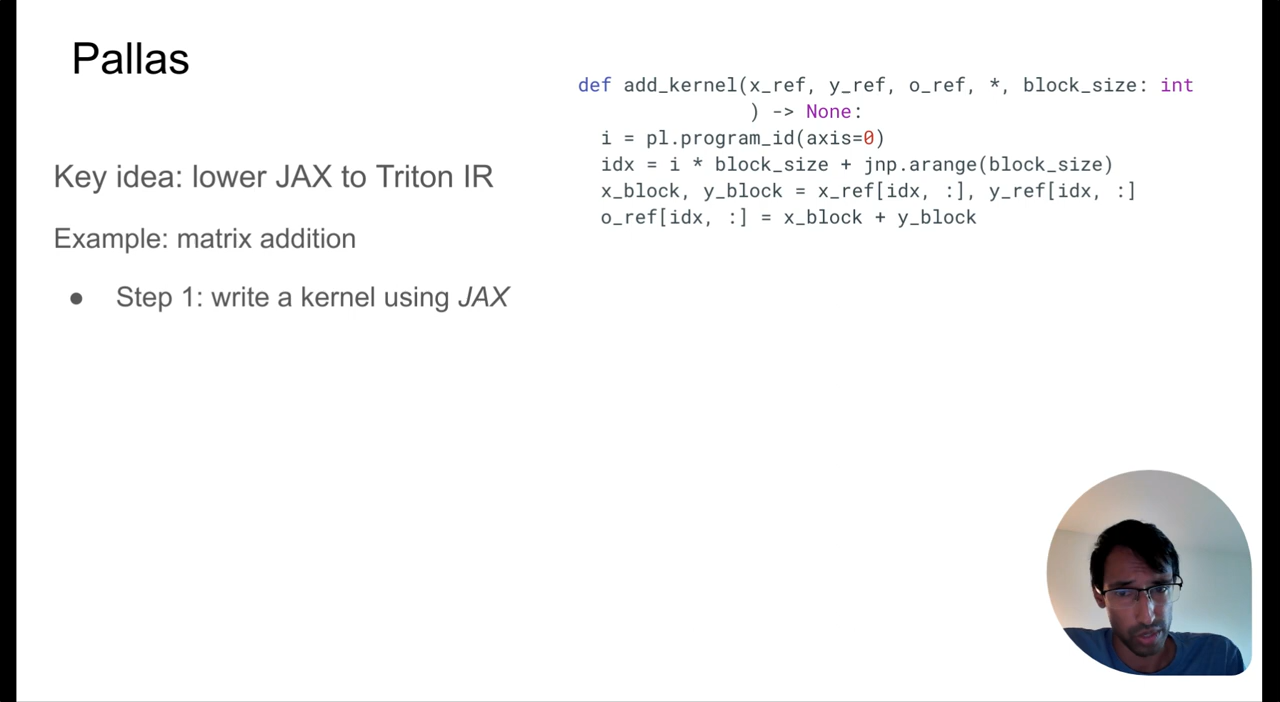 Pallas
Key idea: lower JAX to Triton IR
Example: matrix addition
● Step 1: write a kernel using JAX
def add_kernel(x_ref, y_ref, o_ref, *, block_size: int
) -> None:
i = pl.program_id(axis=0)
idx = i * block_size + jnp.arange(block_size)
x_block, y_block = x_ref[idx, :], y_ref[idx, :]
o_ref[idx, :] = x_block + y_block